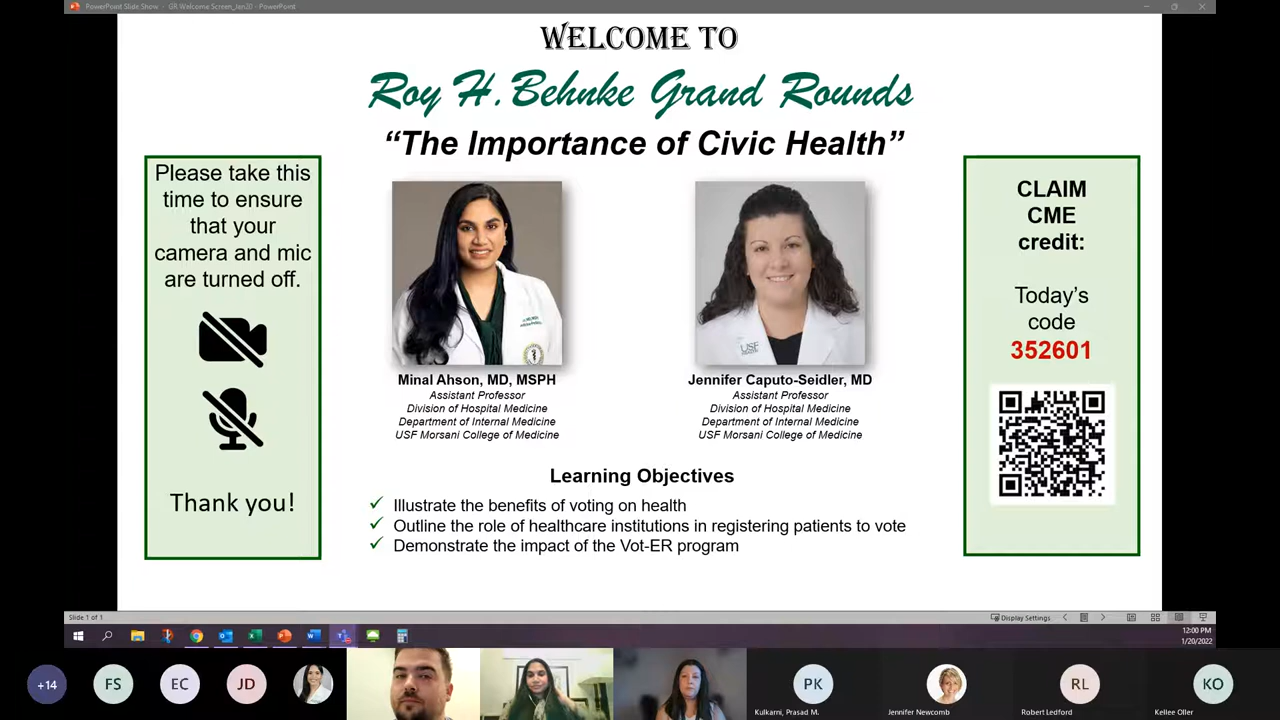 PowerPoint Slide Show - GR Welcome Screen_Jan20 - PowerPoint
WELCOME TO
Roy H. Behnke Grand Rounds
“The Importance of Civic Health”
Please take this
time to ensure
that your
camera and mic
are turned off.
Thank you!
Minal Ahson, MD, MSPH
Assistant Professor
Division of Hospital Medicine
Department of Internal Medicine
USF Morsani College of Medicine
USF
Jennifer Caputo-Seidler, MD
Assistant Professor
Division of Hospital Medicine
Department of Internal Medicine
USF Morsani College of Medicine
CLAIM
CME
credit:
Today’s
code
352601
Learning Objectives
Illustrate the benefits of voting on health
Outline the role of healthcare institutions in registering patients to vote
Demonstrate the impact of the Vot-ER program
Slide 1 of 1
Display Settings
12:00 PM
1/20/2022
+14
FS
EC
JD
PK
Kulkarni, Prasad M.
Jennifer Newcomb
RL
Robert Ledford
KO
Kellee Oller